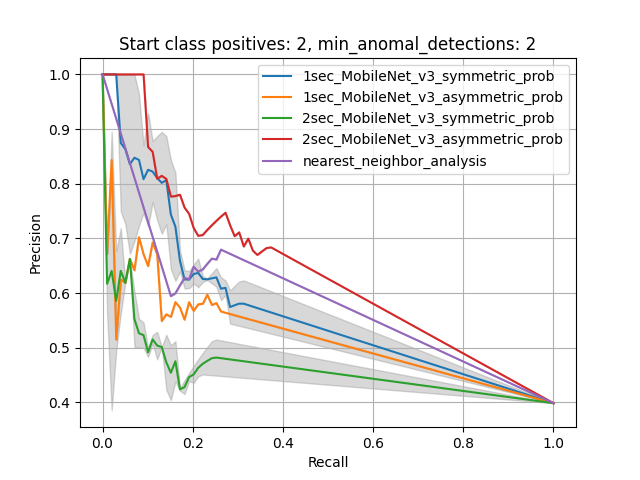 Start class positives: 2, min_anomal_detections: 2
1sec_MobileNet_v3_symmetric_prob
1sec_MobileNet_v3_asymmetric_prob
2sec_MobileNet_v3_symmetric_prob
2sec_MobileNet_v3_asymmetric_prob
nearest_neighbor_analysis
Precision
1.0
0.9
0.8
0.7
0.6
0.5
0.4
0.0 0.2 0.4 0.6 0.8 1.0
Recall